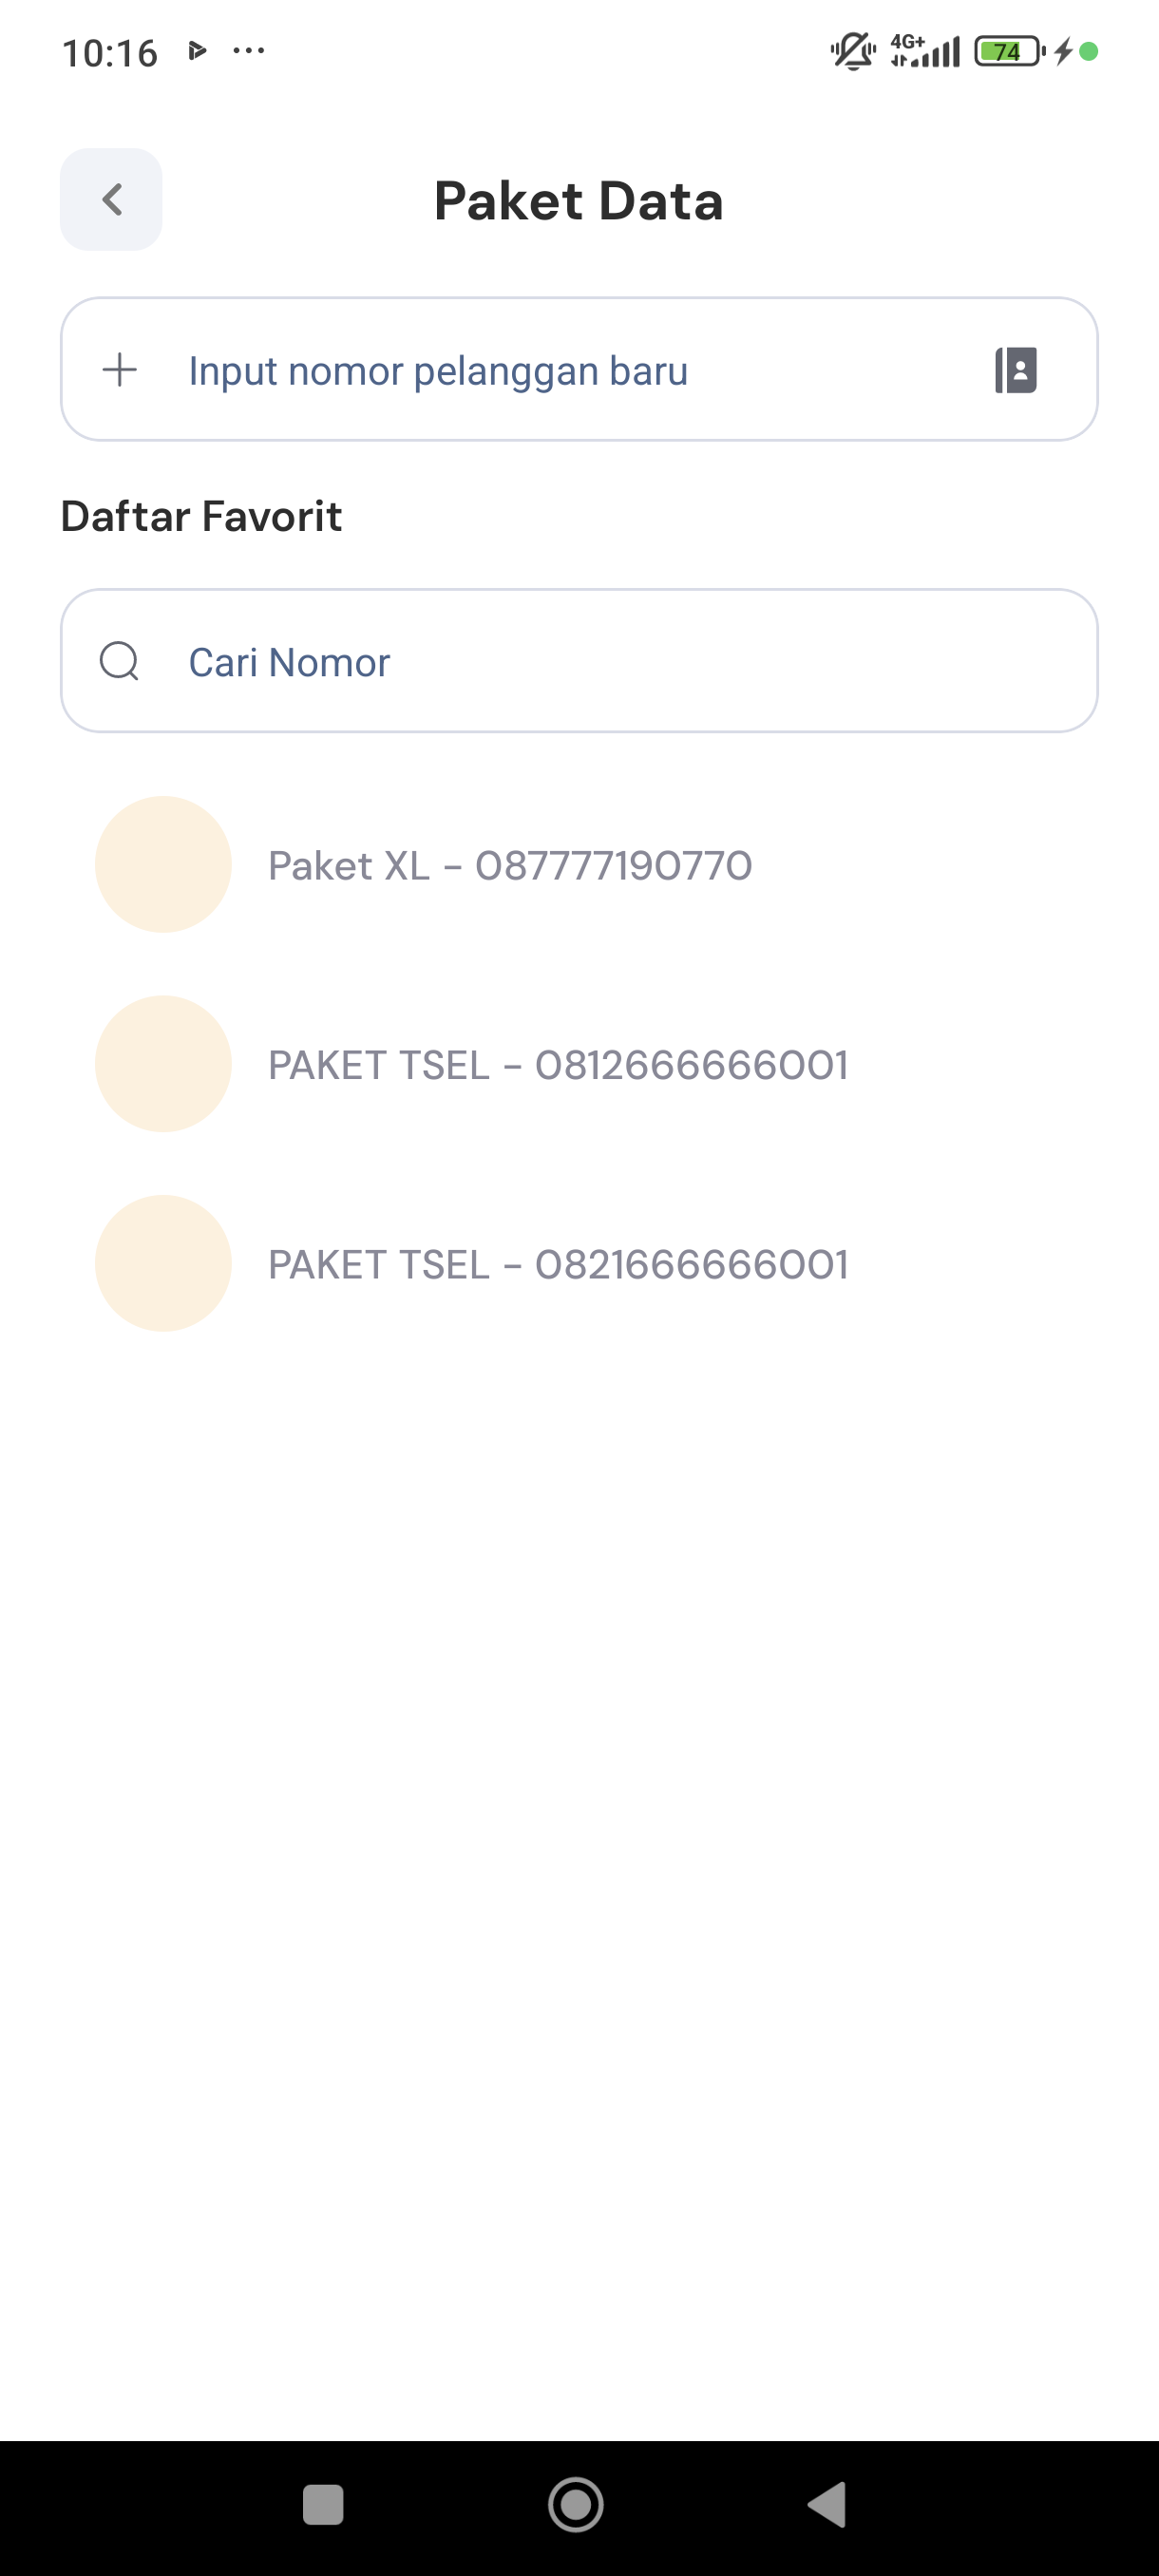 10:16
4G+
74
Paket Data
Input nomor pelanggan baru
Daftar Favorit
Cari Nomor
Paket XL - 087777190770
PAKET TSEL - 0812666666001
PAKET TSEL - 0821666666001